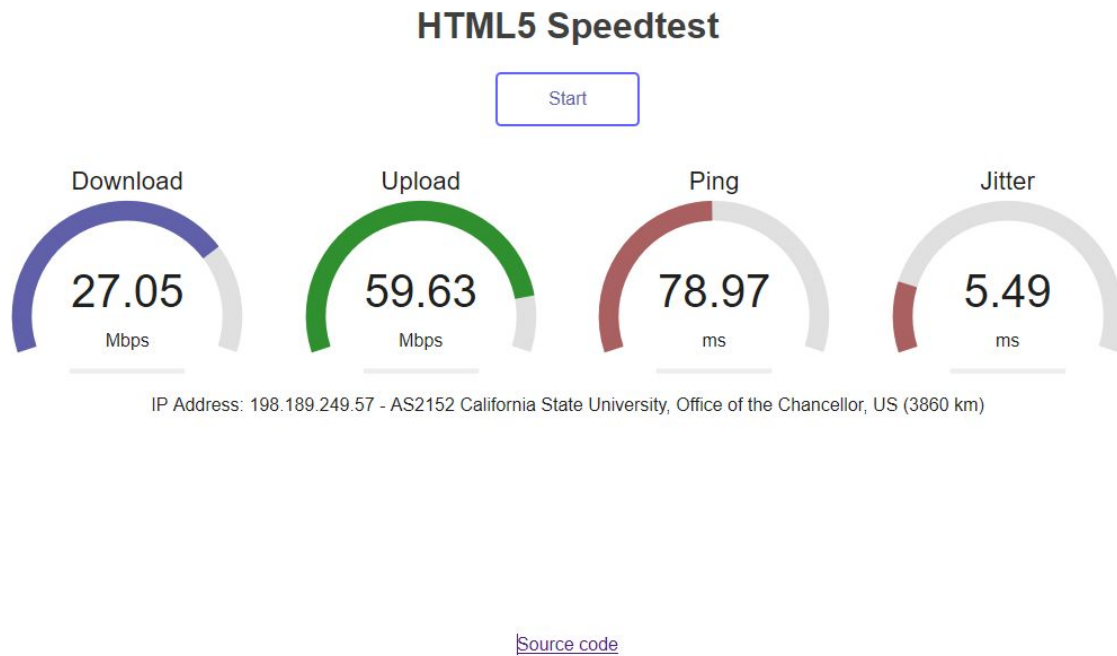 HTML5 Speedtest
Start
Download
Upload
Ping
Jitter
27.05
59.63
78.97
5.49
Mbps
Mbps
ms
ms
IP Address: 198.189.249.57 - AS2152 California State University, Office of the Chancellor, US (3860 km)
Source code